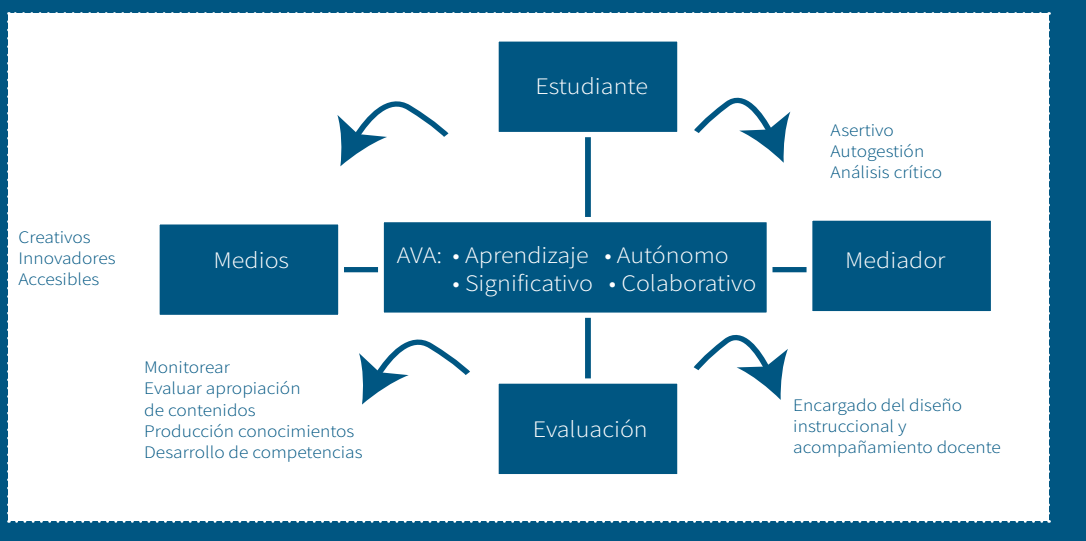 Estudiante
Asertivo
Autogestión
Análisis crítico
Creativos
Innovadores
Accesibles
Medios
AVA: • Aprendizaje • Autónomo
• Significativo • Colaborativo
Mediador
Monitorear
Evaluar apropiación
de contenidos
Producción conocimientos
Desarrollo de competencias
Evaluación
Encargado del diseño
instruccional y
acompañamiento docente